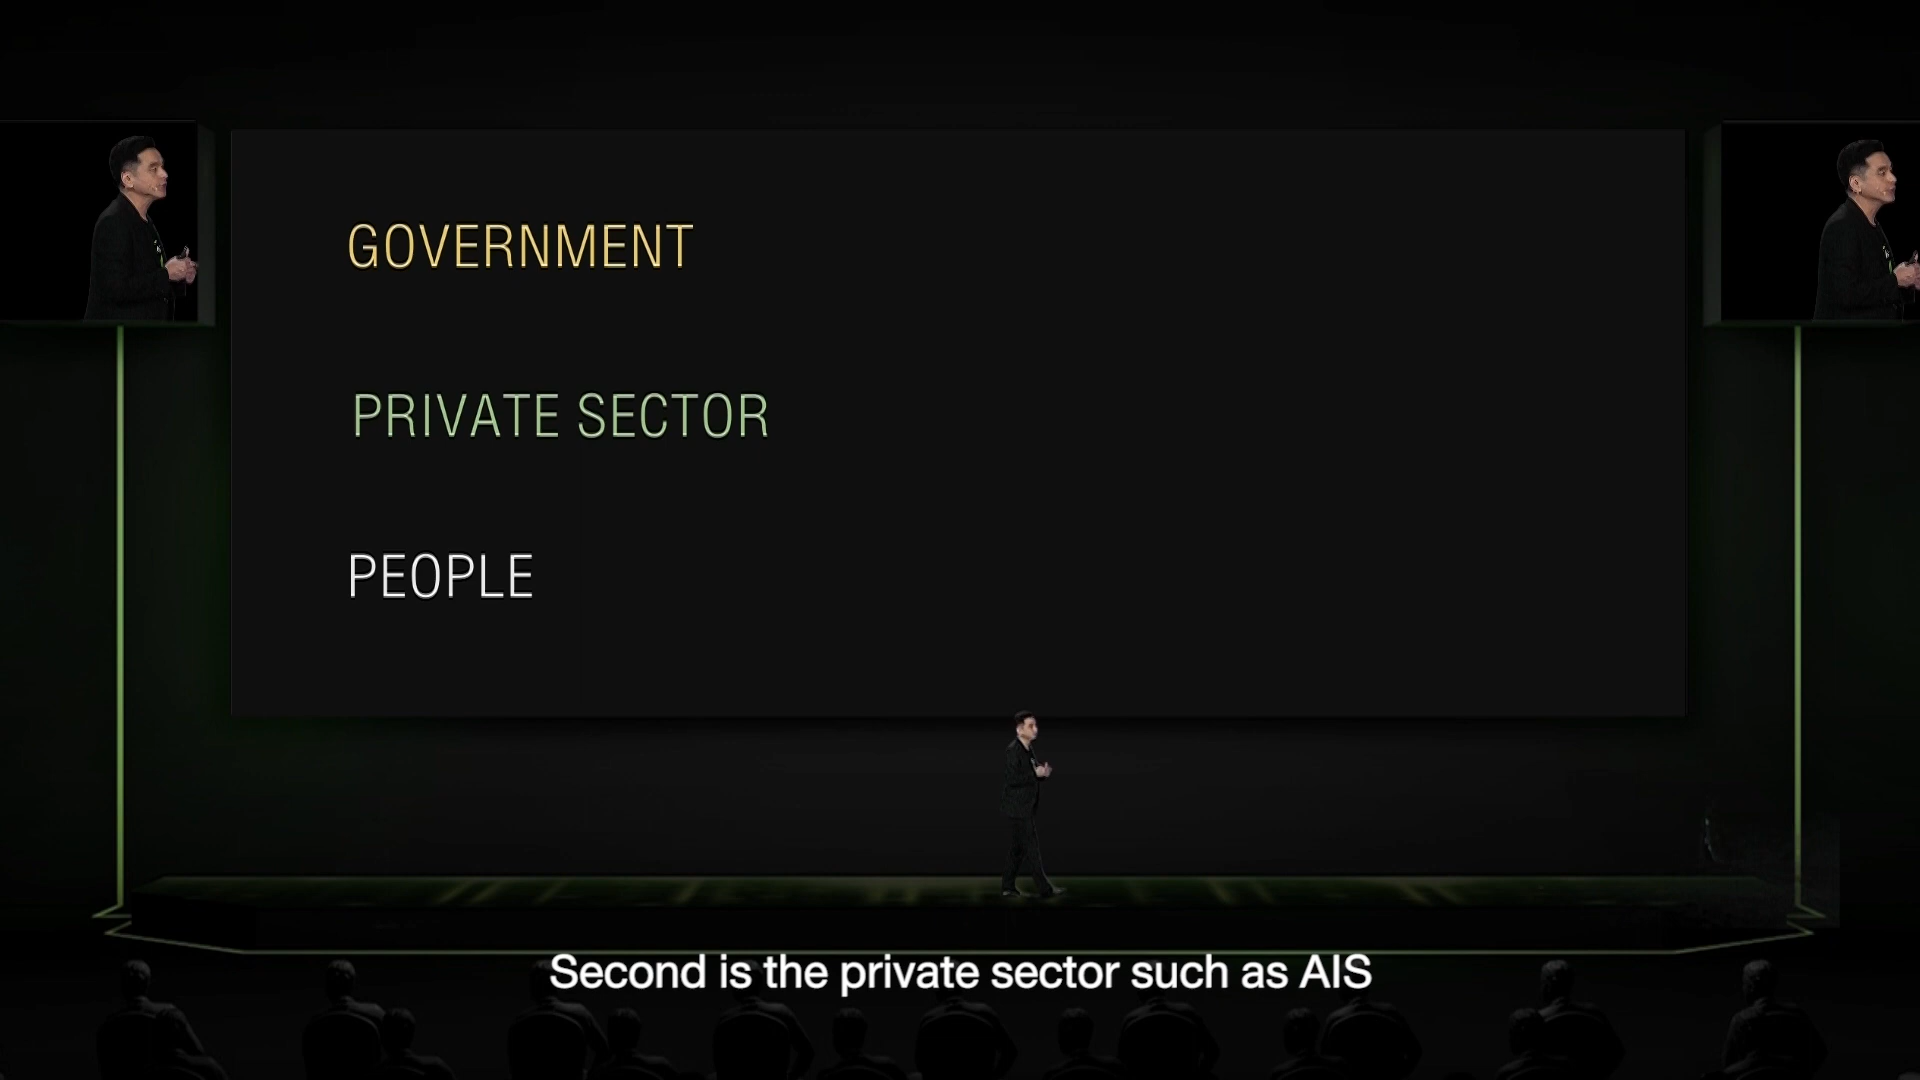 GOVERNMENT
PRIVATE SECTOR
PEOPLE
Second is the private sector such as AIS